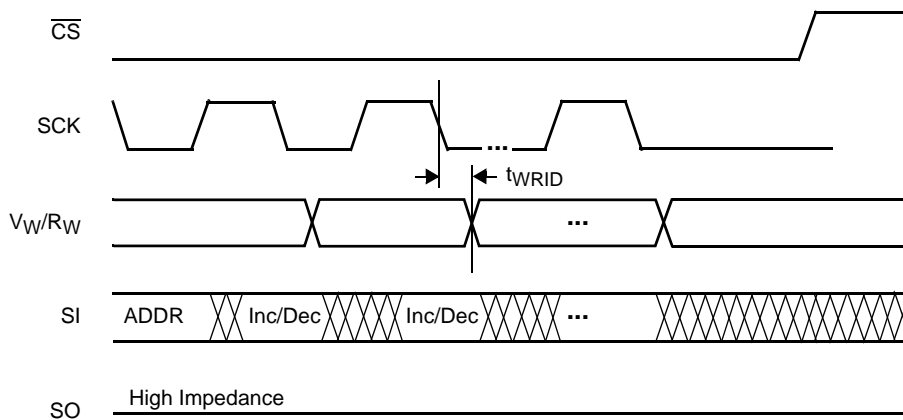 CS
SCK
tWRID
VW/RW
...
SI ADDR Inc/Dec Inc/Dec ...
High Impedance
SO